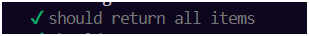 ✓ should return all items